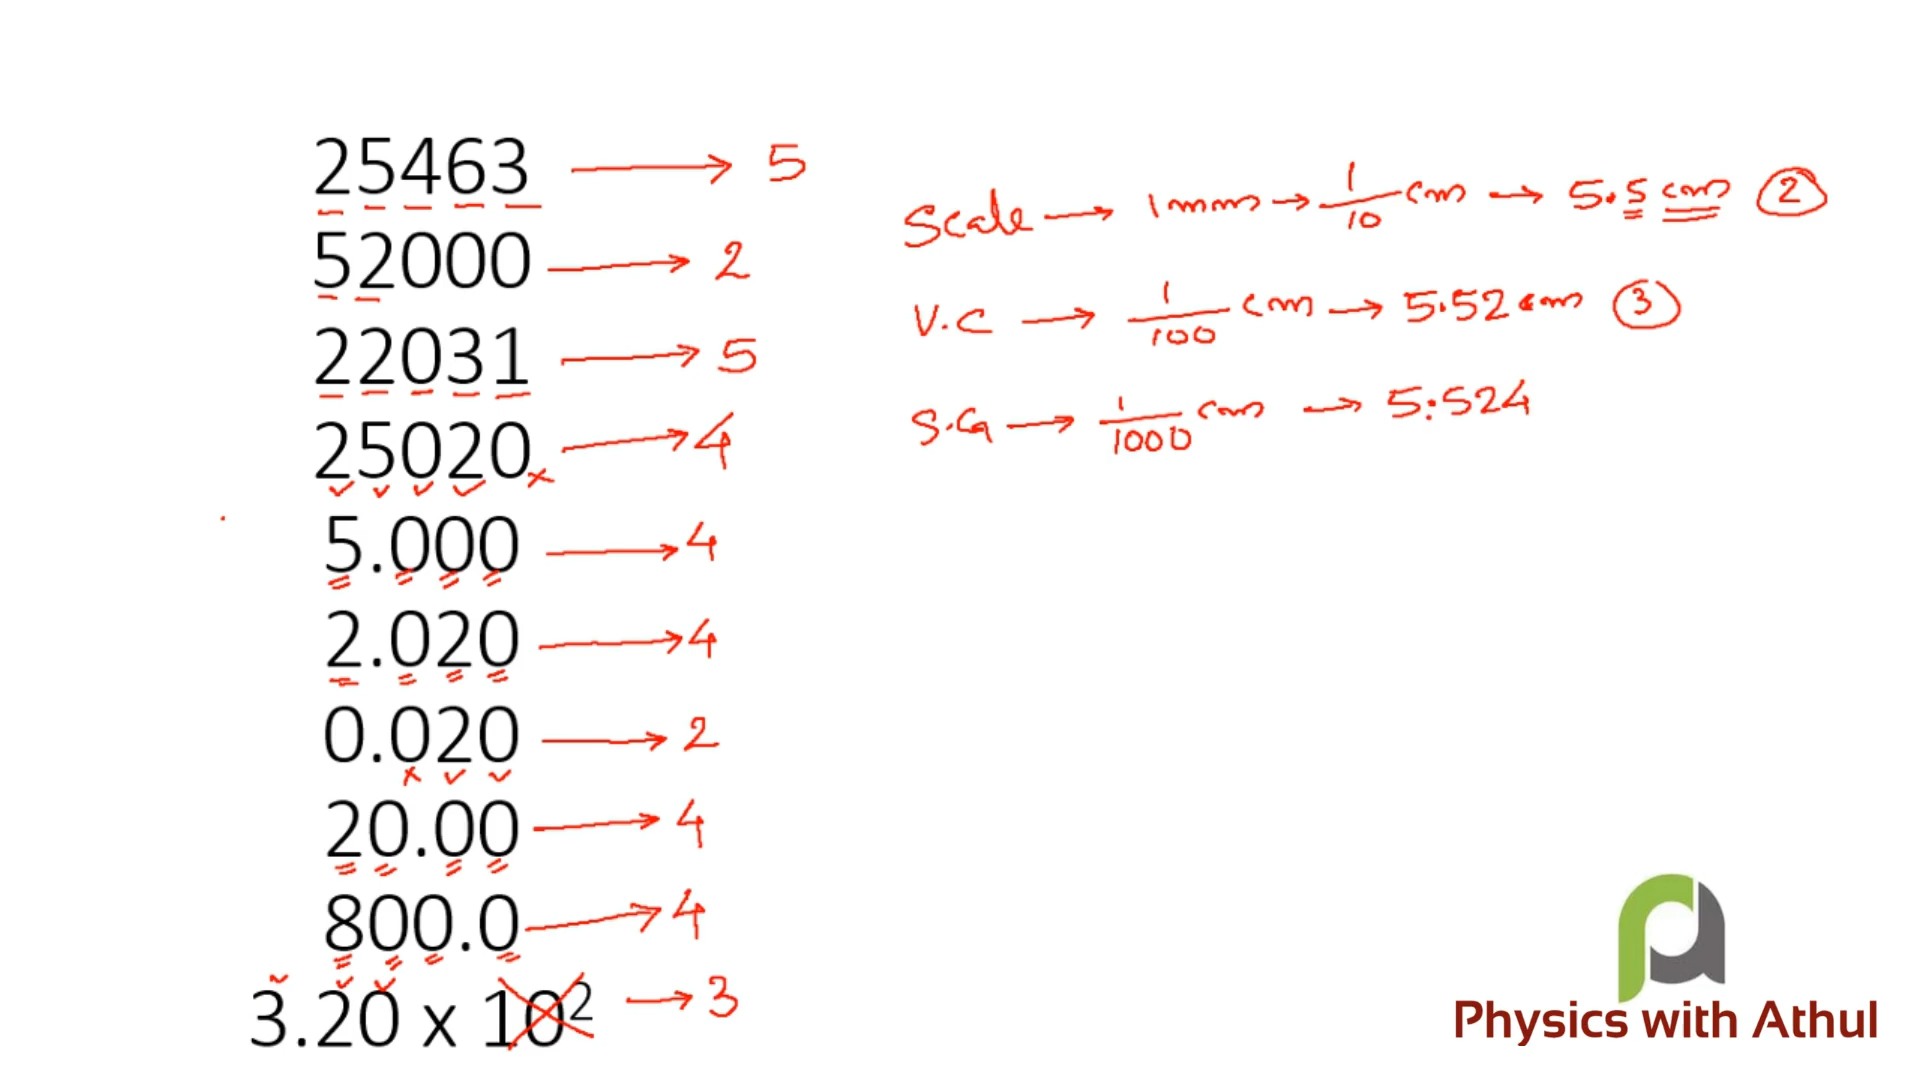 25463 → 5
52000 → 2
22031 → 5
25020 → 4
5.000 → 4
2.020 → 4
0.020 → 2
20.00 → 4
800.0 → 4
3.20 x 10² → 3
Scale → 1mm → 1/10 cm → 5.5 cm ②
V.C → 1/100 cm → 5.52 cm ③
S.G → 1/1000 cm → 5.524
Physics with Athul